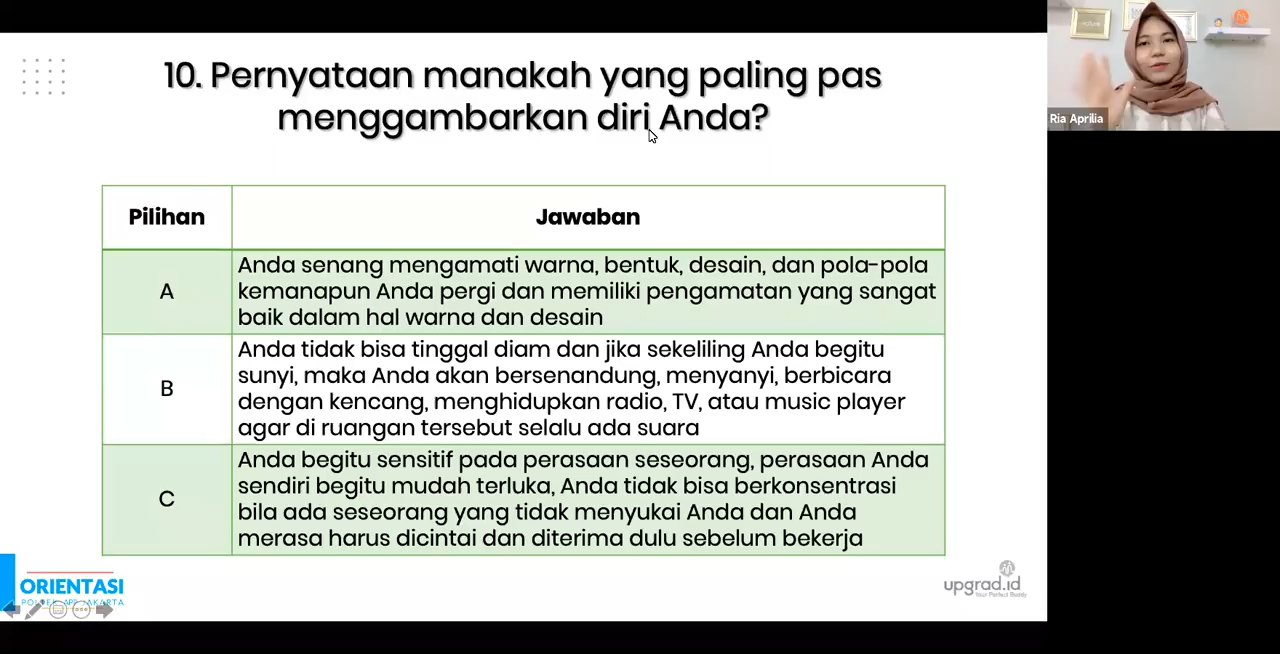 10. Pernyataan manakah yang paling pas
menggambarkan diri Anda?
Ria Aprilia
Pilihan
Jawaban
A
Anda senang mengamati warna, bentuk, desain, dan pola-pola
kemanapun Anda pergi dan memiliki pengamatan yang sangat
baik dalam hal warna dan desain
B
Anda tidak bisa tinggal diam dan jika sekeliling Anda begitu
sunyi, maka Anda akan bersenandung, menyanyi, berbicara
dengan kencang, menghidupkan radio, TV, atau music player
agar di ruangan tersebut selalu ada suara
C
Anda begitu sensitif pada perasaan seseorang, perasaan Anda
sendiri begitu mudah terluka, Anda tidak bisa berkonsentrasi
bila ada seseorang yang tidak menyukai Anda dan Anda
merasa harus dicintai dan diterima dulu sebelum bekerja
ORIENTASI
APP JAKARTA
upgrad.id
Your Perfect Buddy